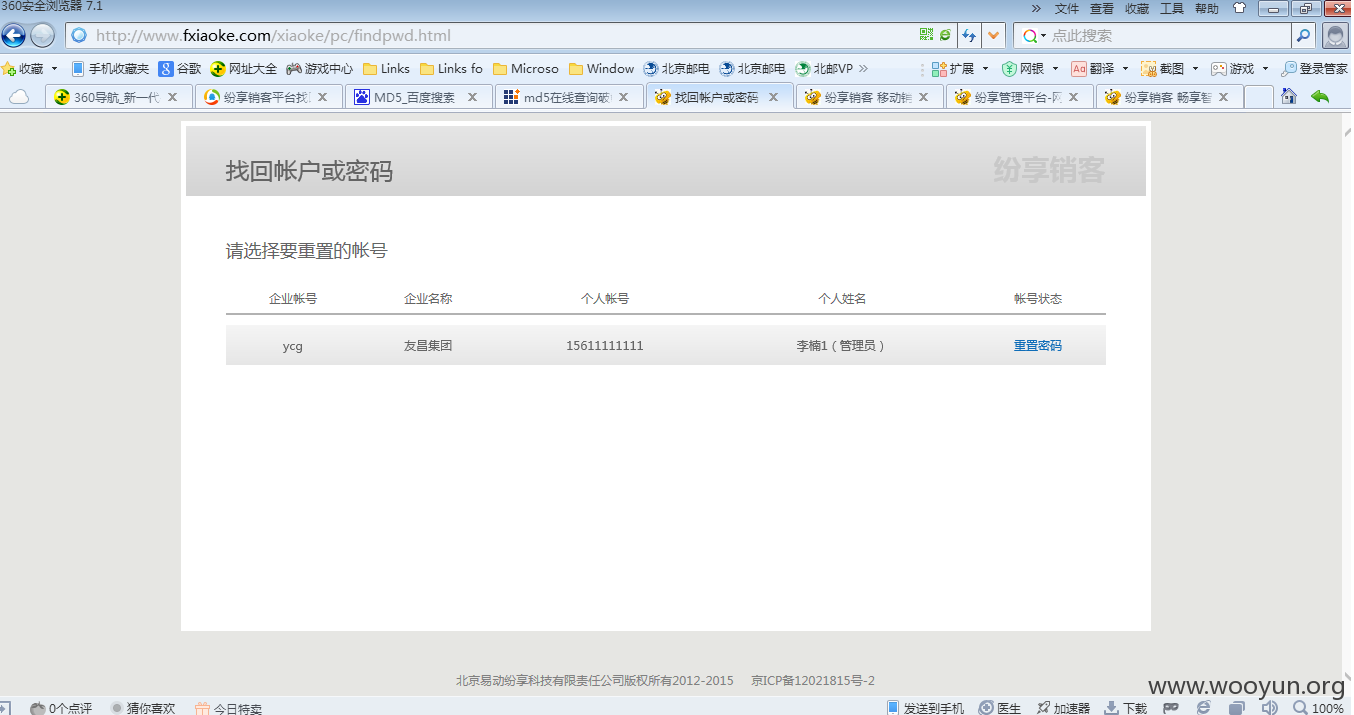 360安全浏览器 7.1
» 文件 查看 收藏 工具 帮助
http://www.fxiaoke.com/xiaoke/pc/findpwd.html 点此搜索
收藏 手机收藏夹 谷歌 网址大全 游戏中心 Links Links fo Microso Window 北京邮电 北京邮电 北邮VP » 扩展 网银 翻译 截图 游戏 登录管家
360导航_新一代 纷享销客平台找 MD5_百度搜索 md5在线查询破 找回帐户或密码 纷享销客 移动销 纷享管理平台-网 纷享销客 畅享智
找回帐户或密码 纷享销客
请选择要重置的帐号
企业帐号 企业名称 个人帐号 个人姓名 帐号状态
ycg 友昌集团 15611111111 李楠1（管理员） 重置密码
北京易动纷享科技有限责任公司版权所有2012-2015 京ICP备12021815号-2
www.wooyun.org
0个点评 猜你喜欢 今日特卖 发送到手机 医生 加速器 下载 100%